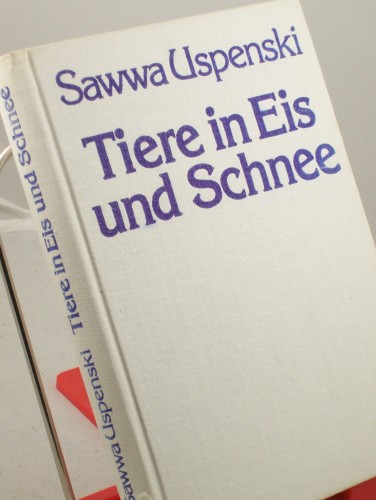 Sawwa Uspenski
Tiere in Eis
und Schnee
Sawwa Uspenski Tiere in Eis und Schnee